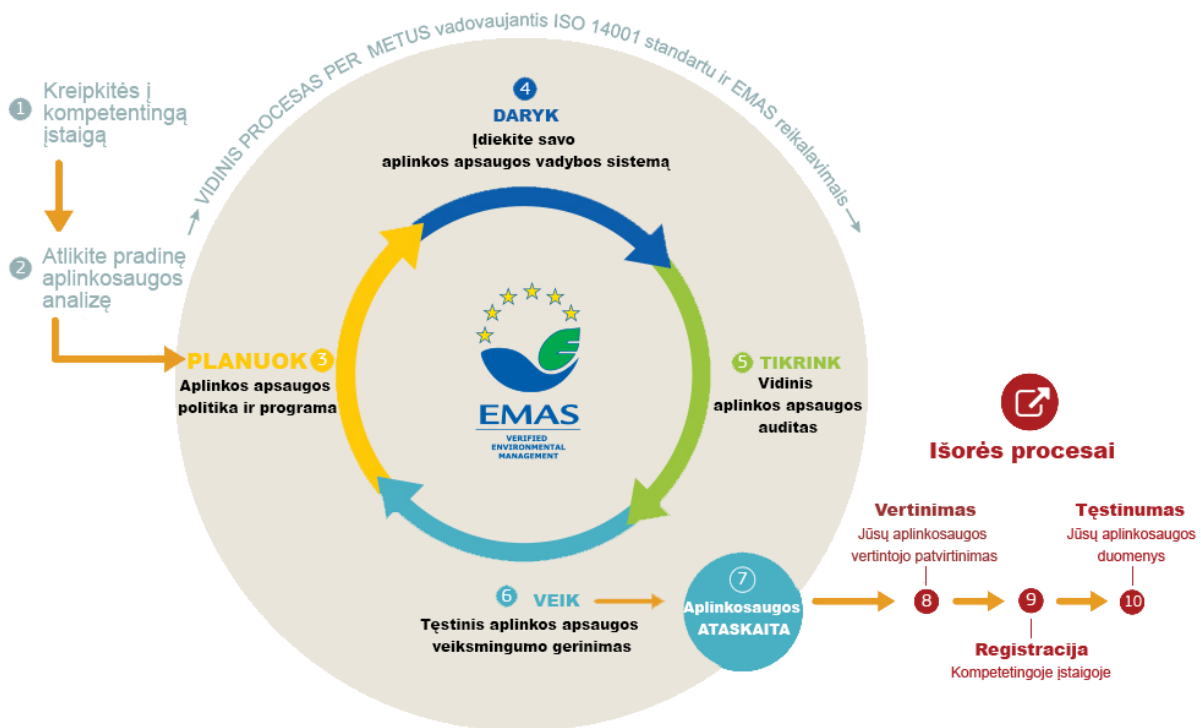 VIDINIS PROCESAS PER METUS vadovaujantis ISO 14001 standartu ir EMAS reikalavimais
1 Kreipkitės į
kompetentingą
įstaigą
2 Atlikite pradinę
aplinkosaugos
analizę
PLANUOK 3
Aplinkos apsaugos
politika ir programa
4
DARYK
Įdiekite savo
aplinkos apsaugos vadybos sistemą
5 TIKRINK
Vidinis
aplinkos apsaugos
auditas
EMAS
VERIFIED
ENVIRONMENTAL
MANAGEMENT
6 VEIK
Tęstinis aplinkos apsaugos
veiksmingumo gerinimas
7
Aplinkosaugos
ATASKAITA
Išorės procesai
Vertinimas
Jūsų aplinkosaugos
vertintojo patvirtinimas
8
9
Registracija
Kompetetingoje įstaigoje
Tęstinumas
Jūsų aplinkosaugos
duomenys
10